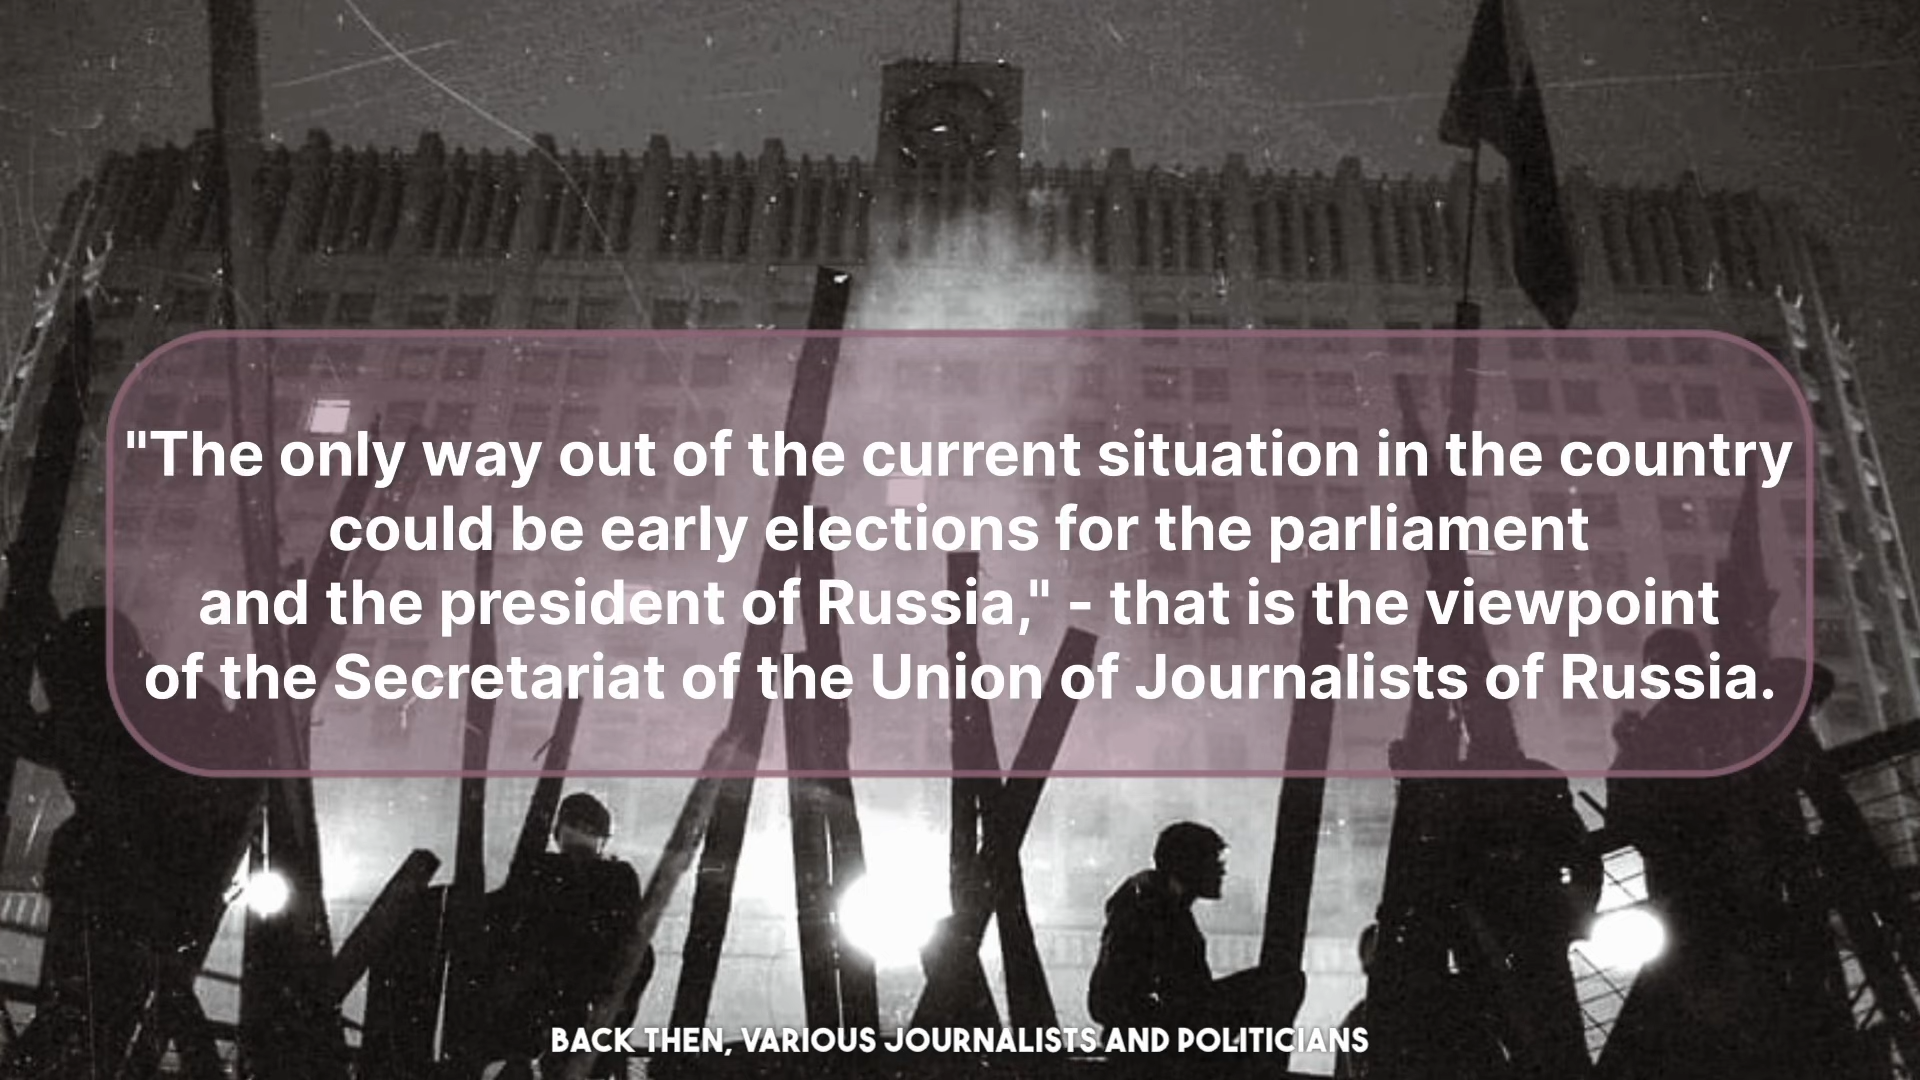 "The only way out of the current situation in the country
could be early elections for the parliament
and the president of Russia," - that is the viewpoint
of the Secretariat of the Union of Journalists of Russia.
BACK THEN, VARIOUS JOURNALISTS AND POLITICIANS